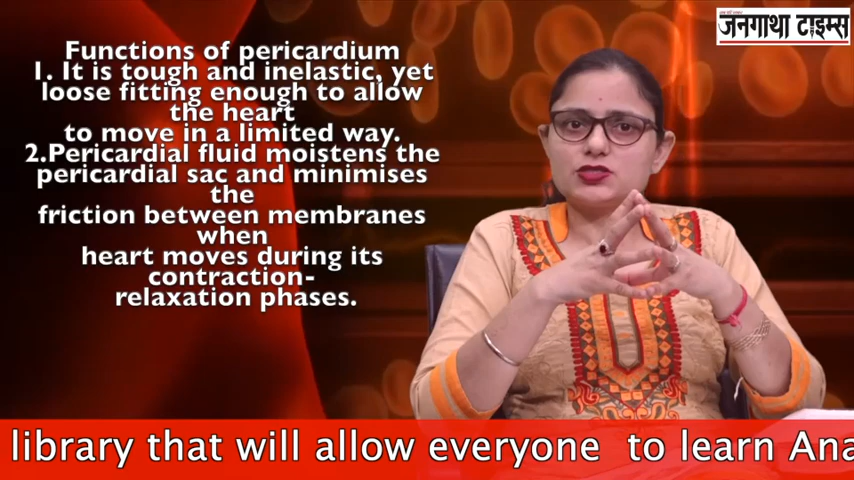 जनगाथा टाइम्स
Functions of pericardium
1. It is tough and inelastic, yet
loose fitting enough to allow
the heart
to move in a limited way.
2.Pericardial fluid moistens the
pericardial sac and minimises
the
friction between membranes
when
heart moves during its
contraction-
relaxation phases.
library that will allow everyone to learn Ana